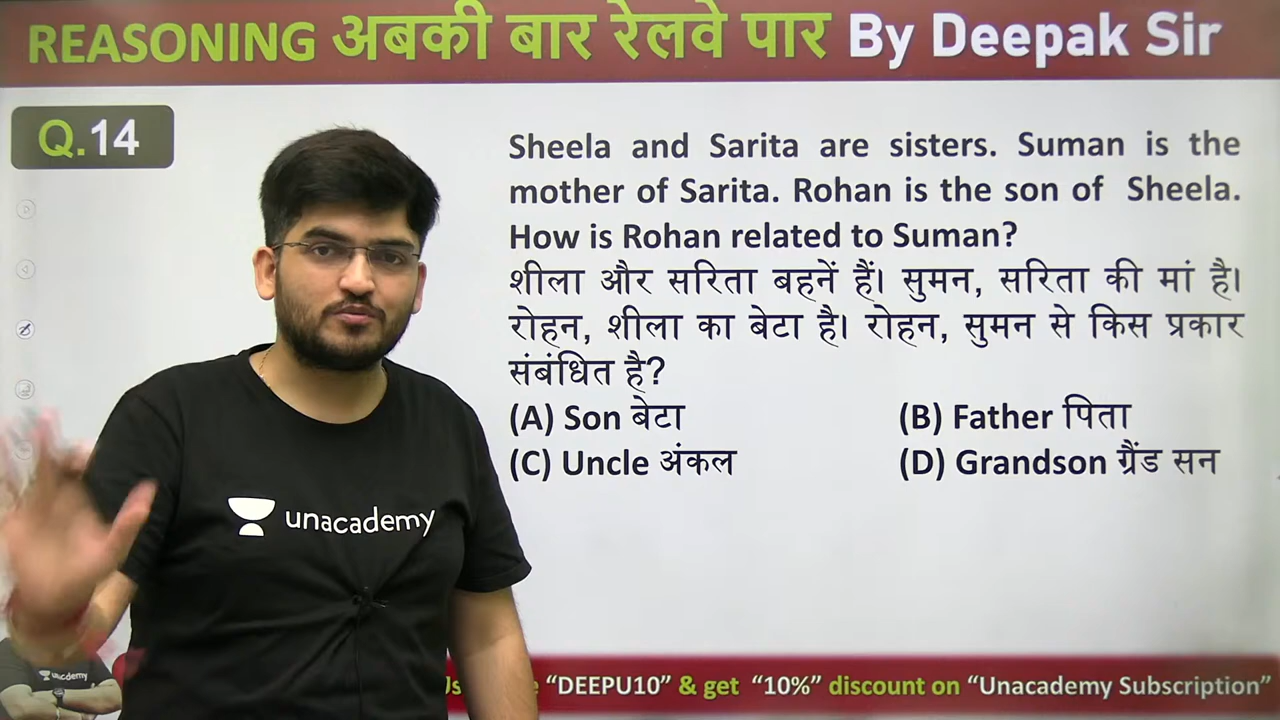 REASONING अबकी बार रेलवे पार By Deepak Sir
Q.14
Sheela and Sarita are sisters. Suman is the
mother of Sarita. Rohan is the son of Sheela.
How is Rohan related to Suman?
शीला और सरिता बहनें हैं। सुमन, सरिता की मां है।
रोहन, शीला का बेटा है। रोहन, सुमन से किस प्रकार
संबंधित है?
(A) Son बेटा (B) Father पिता
(C) Uncle अंकल (D) Grandson ग्रैंड सन
unacademy
"DEEPU10" & get "10%" discount on "Unacademy Subscription"